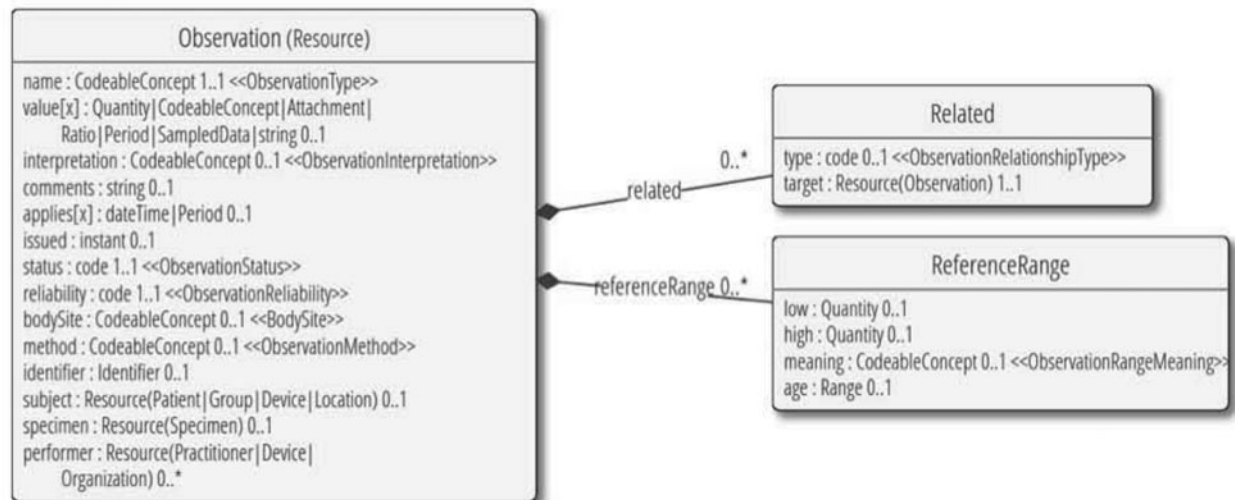 Observation (Resource)
name : CodeableConcept 1..1 <<ObservationType>>
value[x] : Quantity|CodeableConcept|Attachment|
Ratio|Period|SampledData|string 0..1
interpretation : CodeableConcept 0..1 <<ObservationInterpretation>>
comments : string 0..1
applies[x] : dateTime|Period 0..1
issued : instant 0..1
status : code 1..1 <<ObservationStatus>>
reliability : code 1..1 <<ObservationReliability>>
bodySite : CodeableConcept 0..1 <<BodySite>>
method : CodeableConcept 0..1 <<ObservationMethod>>
identifier : Identifier 0..1
subject : Resource(Patient|Group|Device|Location) 0..1
specimen : Resource(Specimen) 0..1
performer : Resource(Practitioner|Device|
Organization) 0..*
related
0..*
referenceRange 0..*
Related
type : code 0..1 <<ObservationRelationshipType>>
target : Resource(Observation) 1..1
ReferenceRange
low : Quantity 0..1
high : Quantity 0..1
meaning : CodeableConcept 0..1 <<ObservationRangeMeaning>>
age : Range 0..1